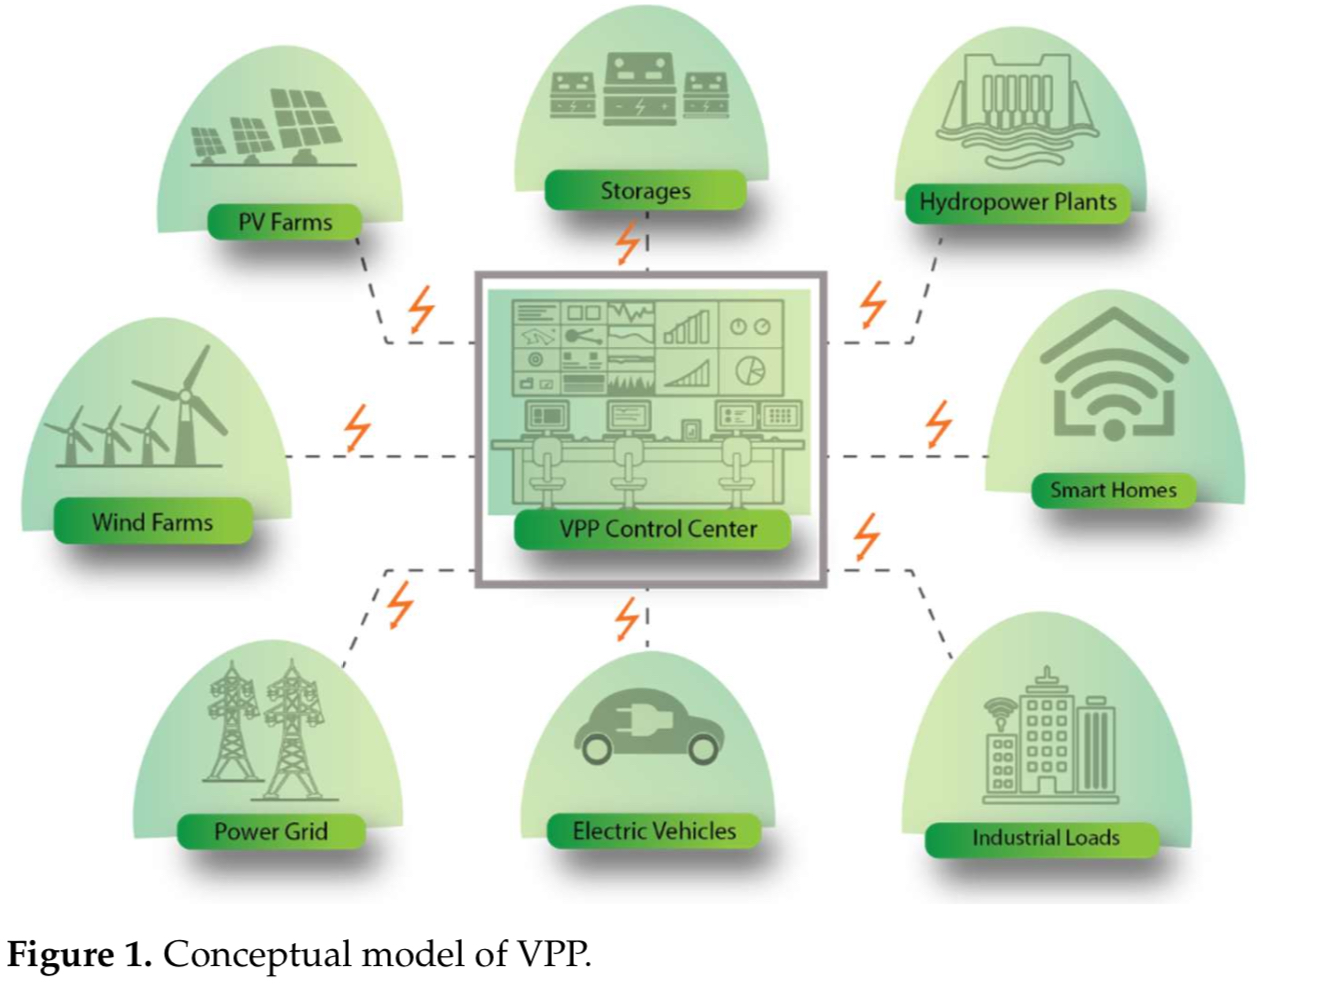 Storages
Hydropower Plants
PV Farms
Smart Homes
Wind Farms
VPP Control Center
Power Grid
Electric Vehicles
Industrial Loads
Figure 1. Conceptual model of VPP.